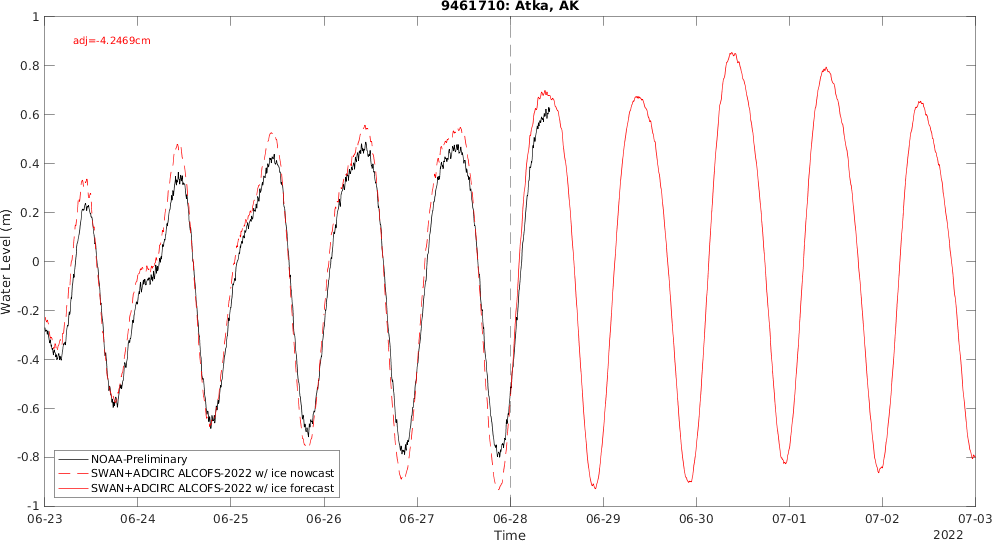 9461710: Atka, AK
adj=-4.2469cm
1
0.8
0.6
0.4
0.2
0
-0.2
-0.4
-0.6
-0.8
-1
Water Level (m)
NOAA-Preliminary
SWAN+ADCIRC ALCOFS-2022 w/ ice nowcast
SWAN+ADCIRC ALCOFS-2022 w/ ice forecast
06-23 06-24 06-25 06-26 06-27 06-28 06-29 06-30 07-01 07-02 07-03
Time
2022